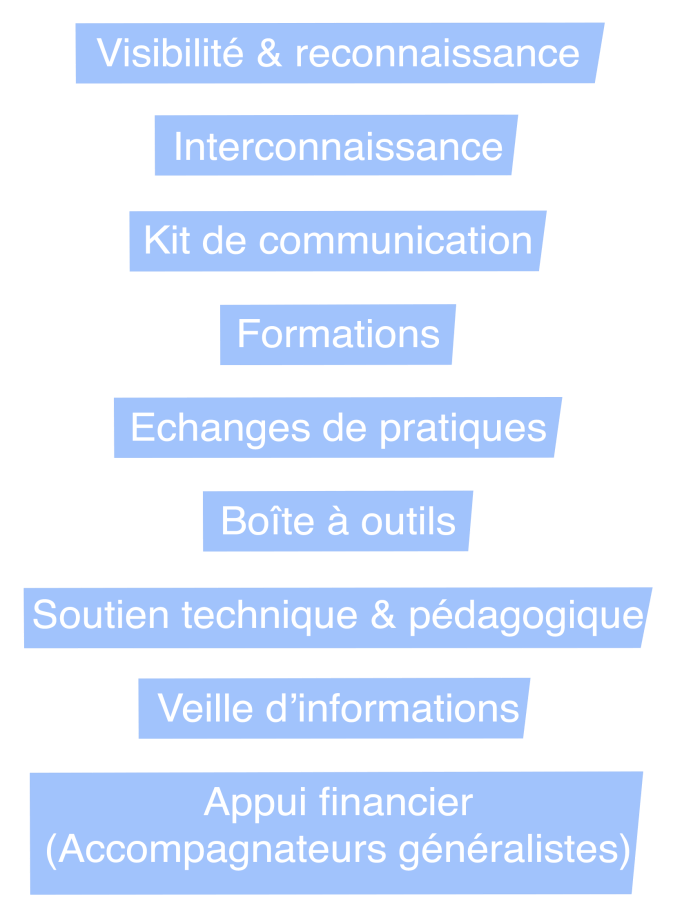 Visibilité & reconnaissance
Interconnaissance
Kit de communication
Formations
Echanges de pratiques
Boîte à outils
Soutien technique & pédagogique
Veille d’informations
Appui financier
(Accompagnateurs généralistes)